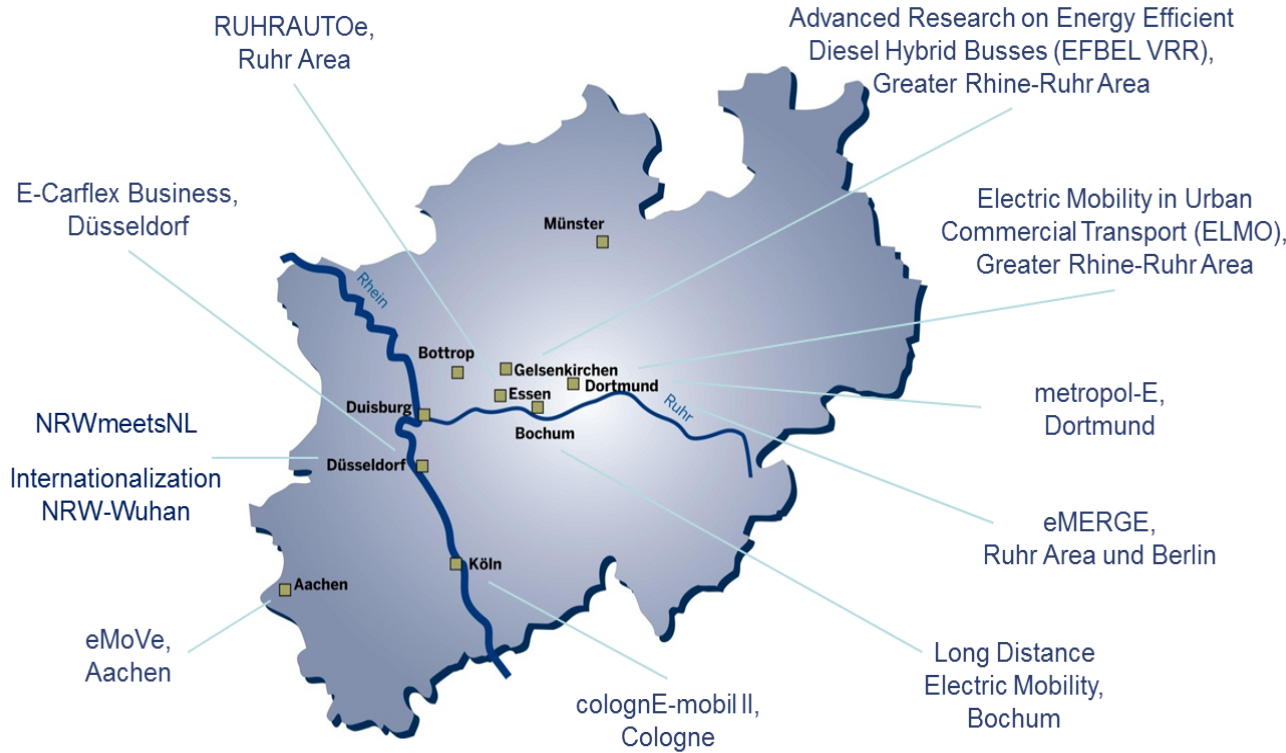 RUHRAUTOe,
Ruhr Area
Advanced Research on Energy Efficient
Diesel Hybrid Busses (EFBEL VRR),
Greater Rhine-Ruhr Area
E-Carflex Business,
Düsseldorf
Electric Mobility in Urban
Commercial Transport (ELMO),
Greater Rhine-Ruhr Area
Münster
Rhein
Bottrop
Gelsenkirchen
Dortmund
Essen
Duisburg
Ruhr
Bochum
metropol-E,
Dortmund
NRWmeetsNL
Düsseldorf
Internationalization
NRW-Wuhan
eMERGE,
Ruhr Area und Berlin
Köln
Aachen
eMoVe,
Aachen
Long Distance
Electric Mobility,
Bochum
colognE-mobil II,
Cologne